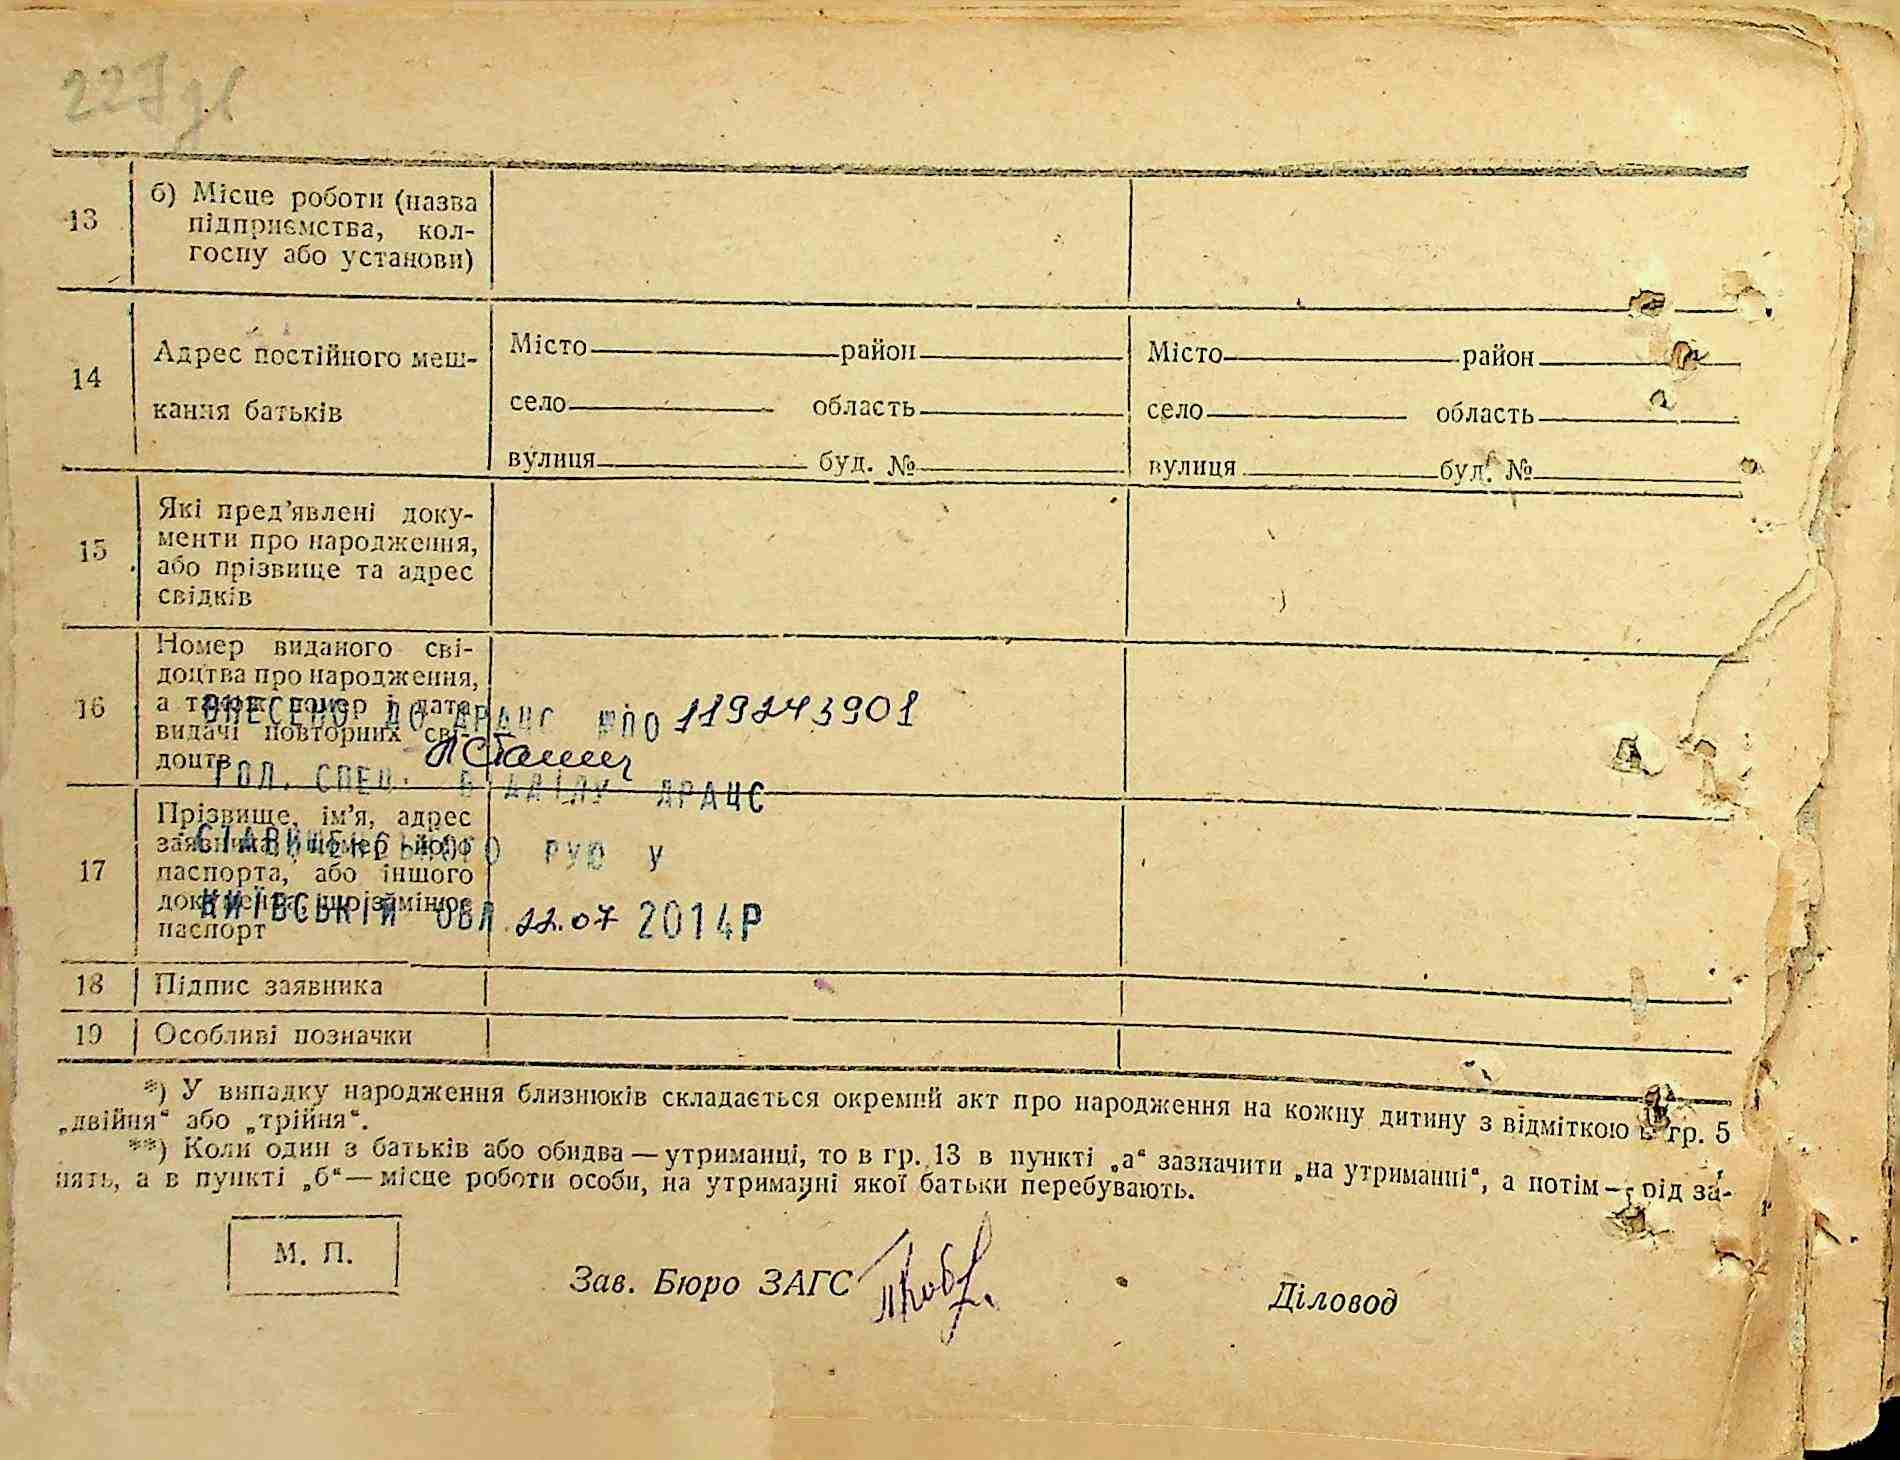 13
б) Місце роботи (назва
підприємства, кол-
госпу або установи)
14
Адрес постійного меш-
кання батьків
Місто район
село область
вулиця буд. №
Місто район
село область
вулиця буд. №
15
Які пред'явлені доку-
менти про народження,
або прізвище та адрес
свідків
16
Номер виданого сві-
доцтва про народження,
а також номер і дата
видачі повторних сві-
доцтв
ВНЕСЕНО ДО ДРАЦС №ПО 119243901
ГОЛ. СПЕЦ. ВІДДІЛУ ДРАЦС
СТАВИЩЕНСЬКОГО РУЮ У
КИЇВСЬКІЙ ОБЛ 22.07 2014Р
17
Прізвище, ім'я, адрес
заявника, номер його
паспорта, або іншого
документа, що замінює
паспорт
18
Підпис заявника
19
Особливі позначки
*) У випадку народження близнюків складається окремий акт про народження на кожну дитину з відміткою в гр. 5
„двійня“ або „трійня“.
**) Коли один з батьків або обидва — утриманці, то в гр. 13 в пункті „а“ зазначити „на утриманні“, а потім — рід за-
нять, а в пункті „б“ — місце роботи особи, на утриманні якої батьки перебувають.
М. П.
Зав. Бюро ЗАГС
Діловод